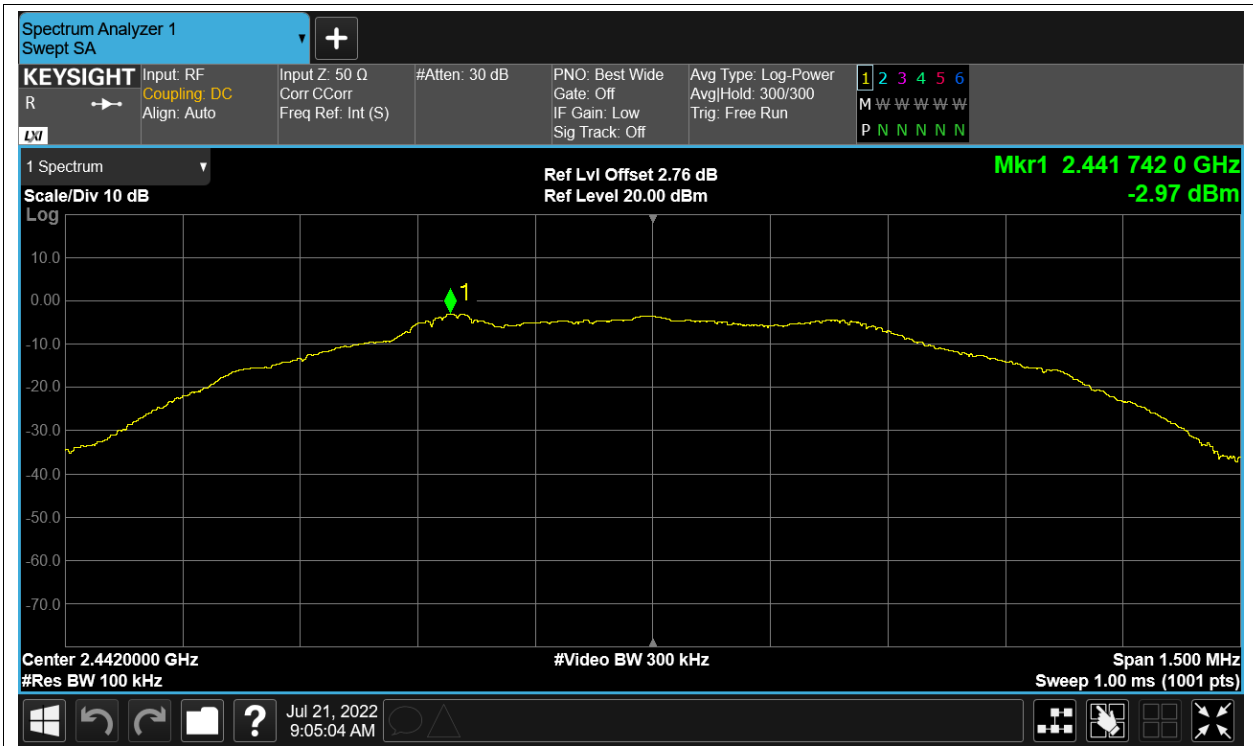 Spectrum Analyzer 1
Swept SA
KEYSIGHT
R
LXI
Input: RF
Coupling: DC
Align: Auto
Input Z: 50 Ω
Corr CCorr
Freq Ref: Int (S)
#Atten: 30 dB
PNO: Best Wide
Gate: Off
IF Gain: Low
Sig Track: Off
Avg Type: Log-Power
Avg|Hold: 300/300
Trig: Free Run
1 2 3 4 5 6
M W W W W W
P N N N N N
1 Spectrum
Scale/Div 10 dB
Log
Ref Lvl Offset 2.76 dB
Ref Level 20.00 dBm
Mkr1 2.441 742 0 GHz
-2.97 dBm
1
10.0
0.00
-10.0
-20.0
-30.0
-40.0
-50.0
-60.0
-70.0
Center 2.4420000 GHz
#Res BW 100 kHz
#Video BW 300 kHz
Span 1.500 MHz
Sweep 1.00 ms (1001 pts)
?
Jul 21, 2022
9:05:04 AM